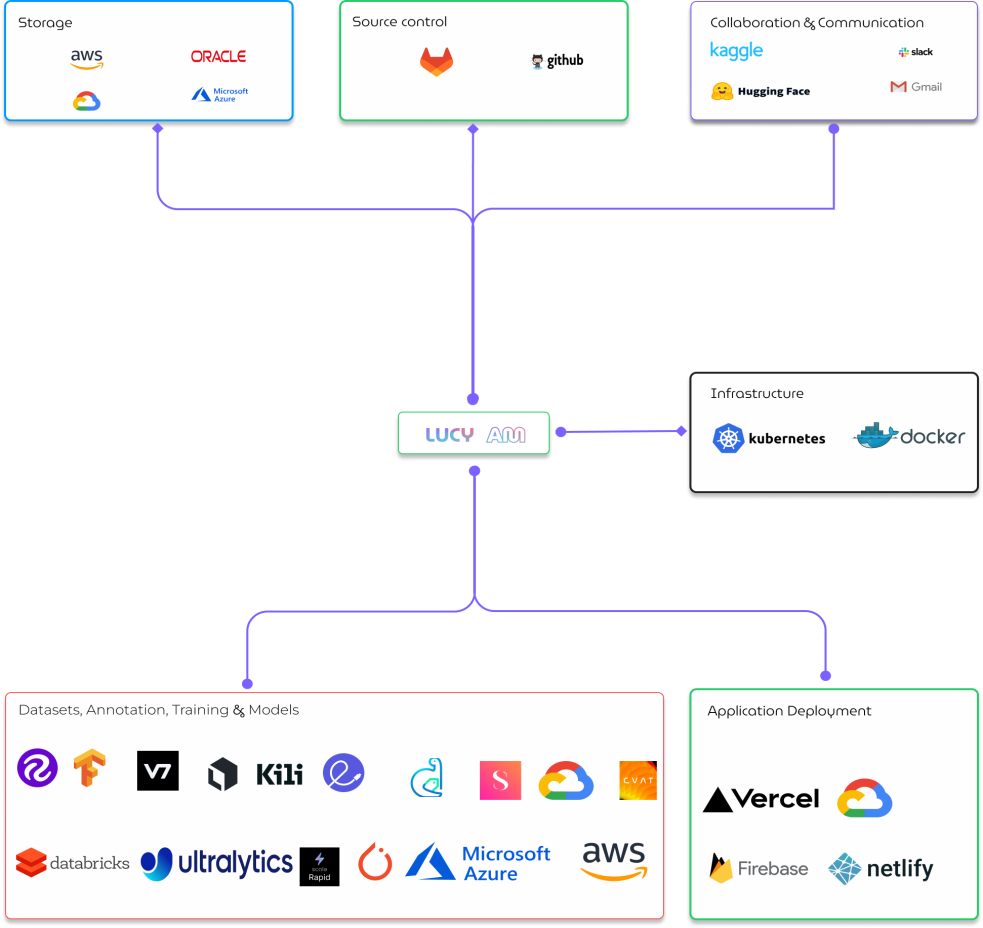 Storage
aws
ORACLE
Microsoft
Azure
Source control
github
Collaboration & Communication
kaggle
slack
Hugging Face
Gmail
LUCY AM
Infrastructure
kubernetes
docker
Datasets, Annotation, Training & Models
V7
Kili
S
CVAT
databricks
ultralytics
scale
Rapid
Microsoft
Azure
aws
Application Deployment
Vercel
Firebase
netlify